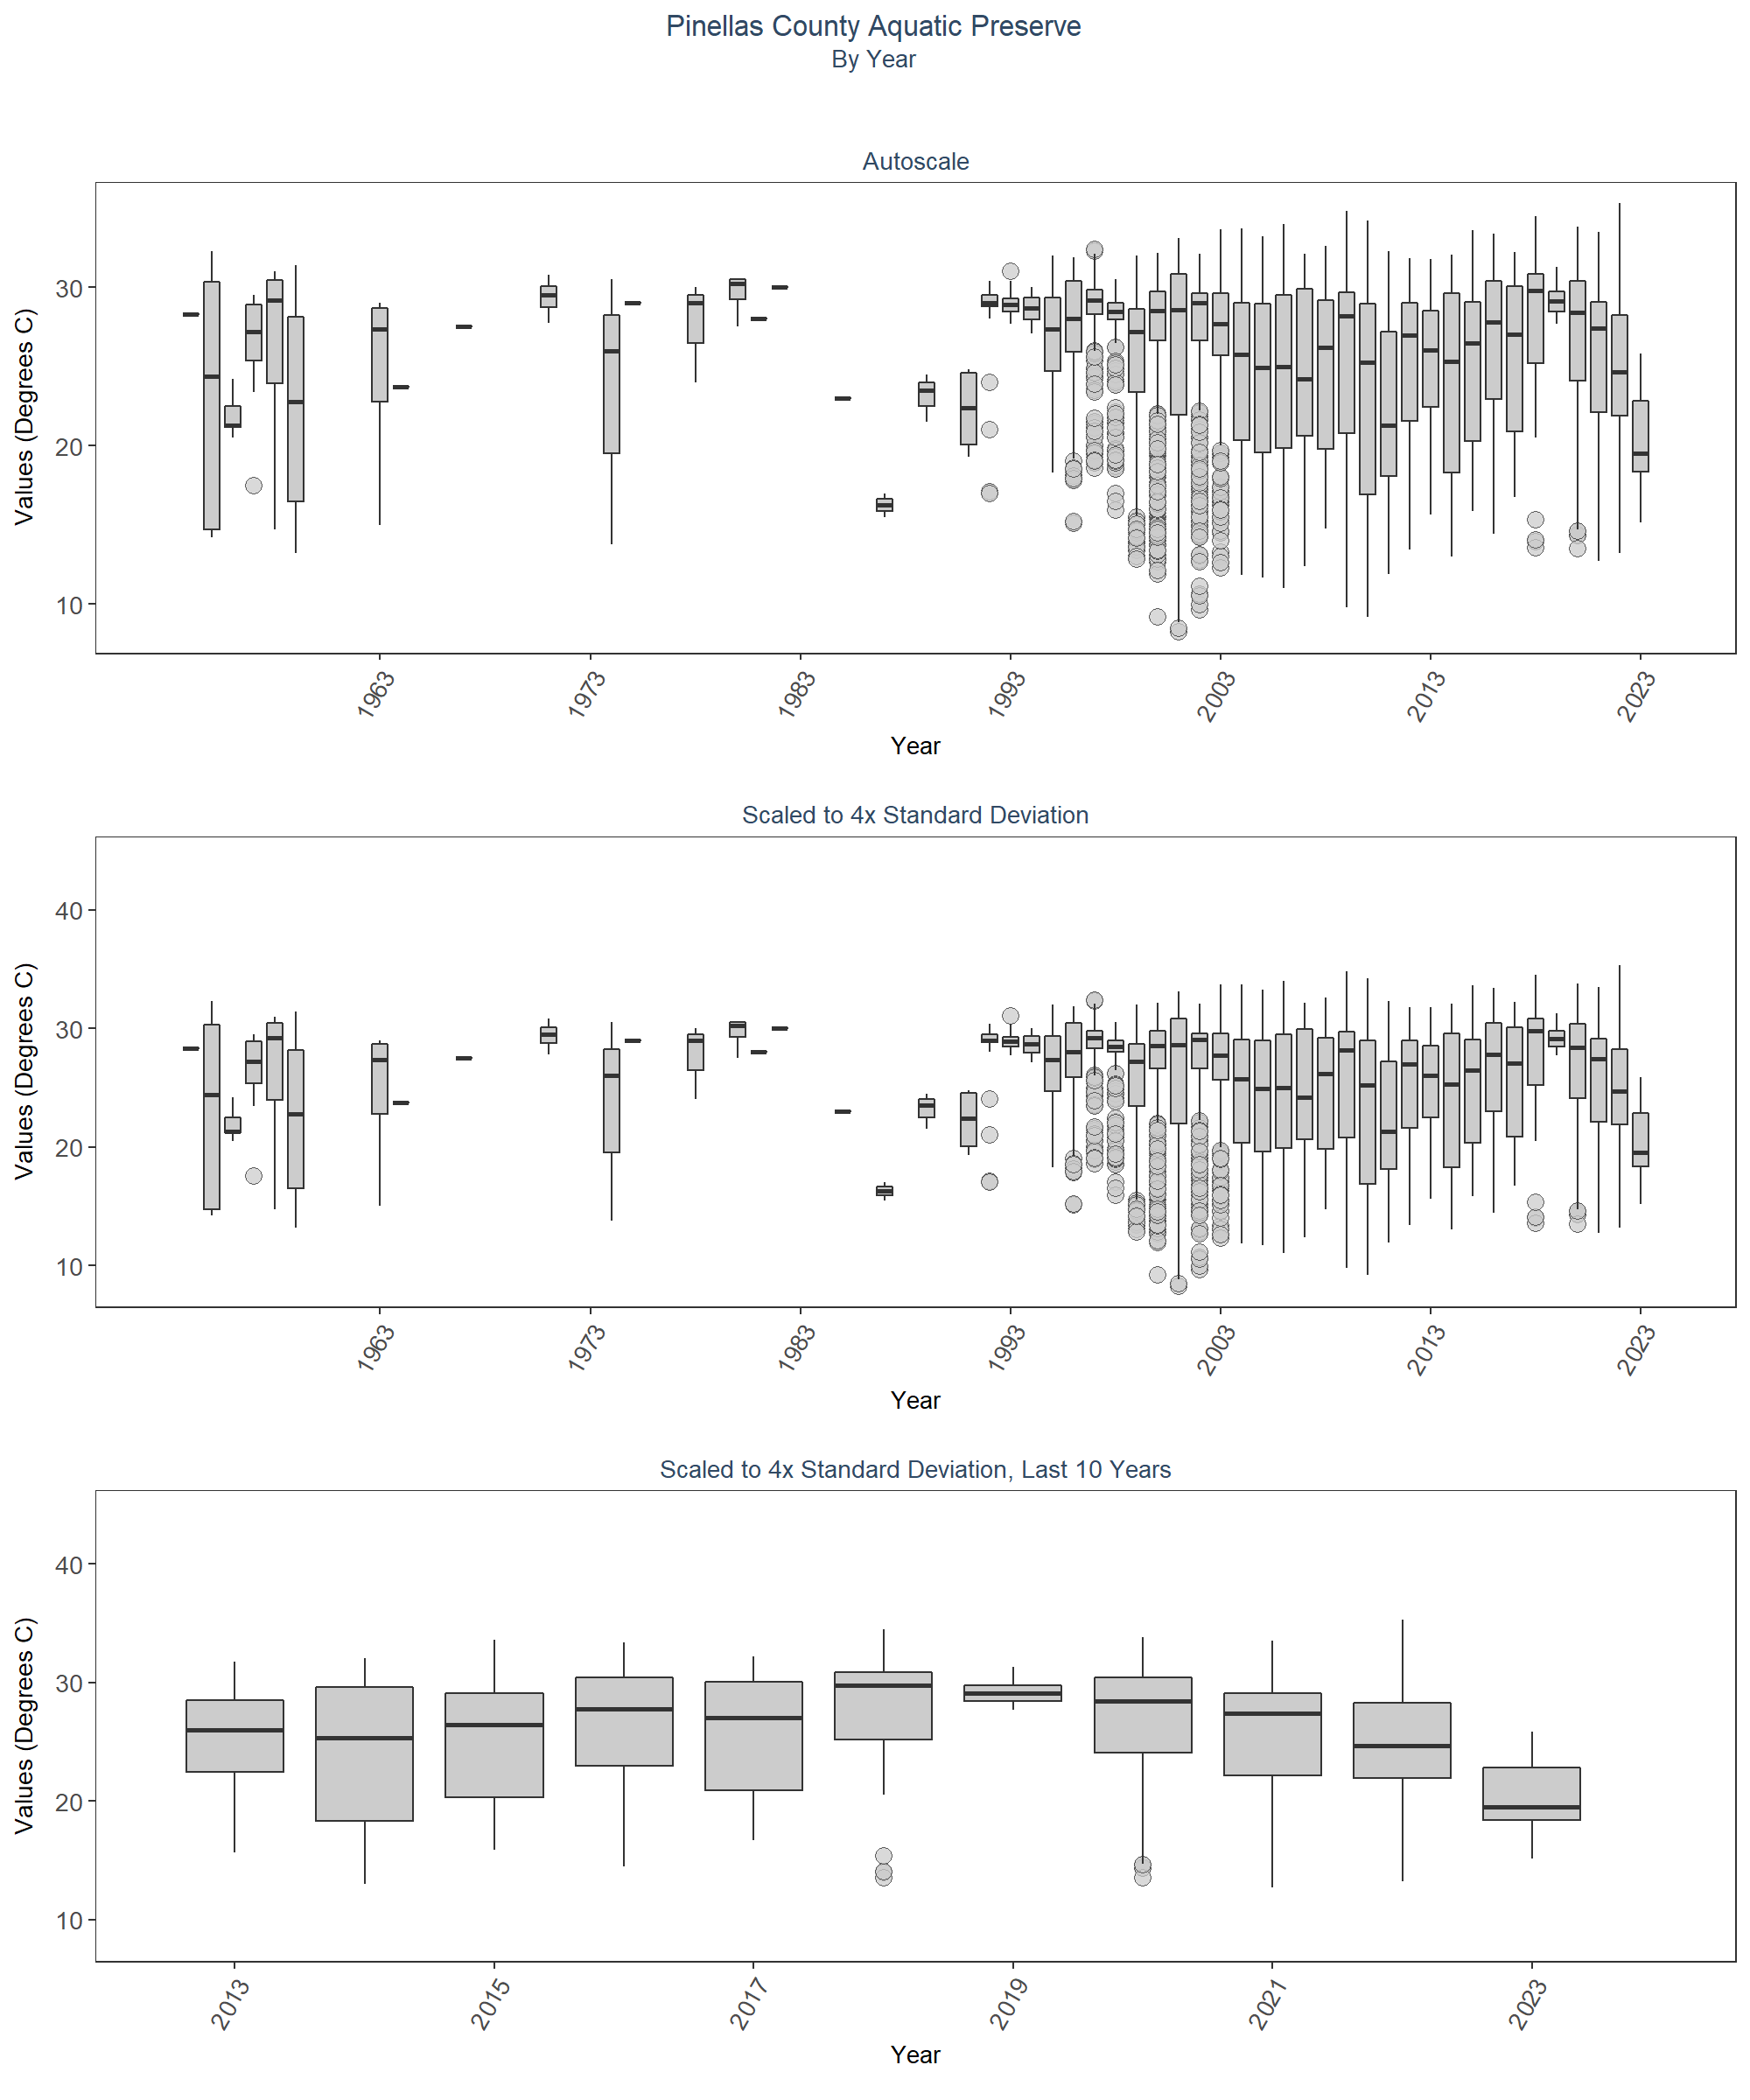 Pinellas County Aquatic Preserve
By Year
Autoscale
Values (Degrees C)
30
20
10
1963
1973
1983
1993
2003
2013
2023
Year
Scaled to 4x Standard Deviation
Values (Degrees C)
40
30
20
10
1963
1973
1983
1993
2003
2013
2023
Year
Scaled to 4x Standard Deviation, Last 10 Years
Values (Degrees C)
40
30
20
10
2013
2015
2017
2019
2021
2023
Year